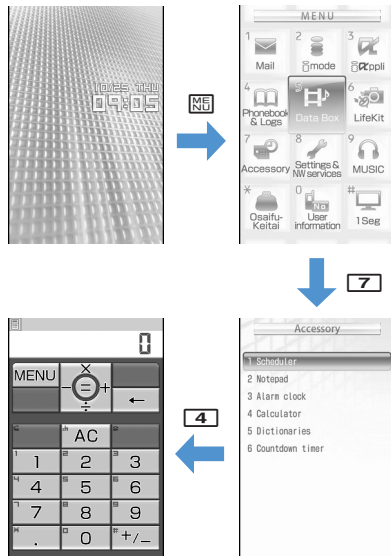 10/25 THU
09:05
MENU
MENU
1 2 3
Mail i mode iαppli
4 5 6
Phonebook & Logs Data Box LifeKit
7 8 9
Accessory Settings & NW services MUSIC
* 0 #
No
Osaifu-Keitai User information 1Seg
7
Accessory
1 Scheduler
2 Notepad
3 Alarm clock
4 Calculator
5 Dictionaries
6 Countdown timer
4
0
MENU × - = + ÷ ←
AC
1 2 3
4 5 6
7 8 9
. 0 +/-